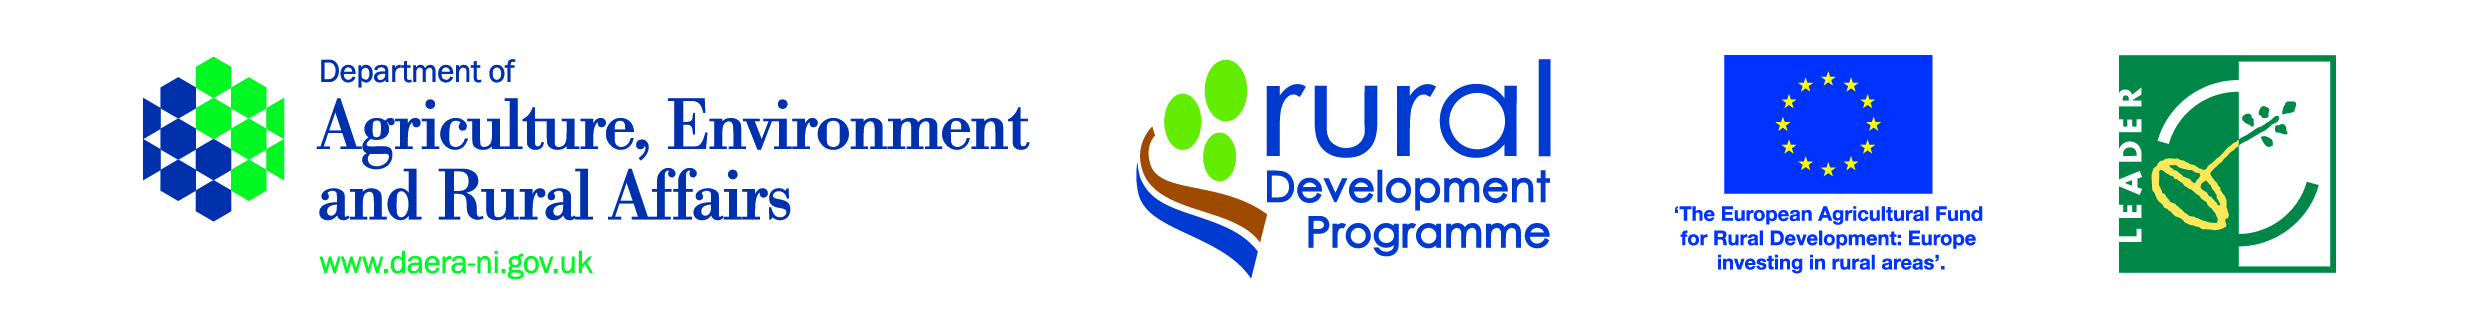 Department of
Agriculture, Environment
and Rural Affairs
www.daera-ni.gov.uk
rural
Development
Programme
‘The European Agricultural Fund
for Rural Development: Europe
investing in rural areas’.
LEADER